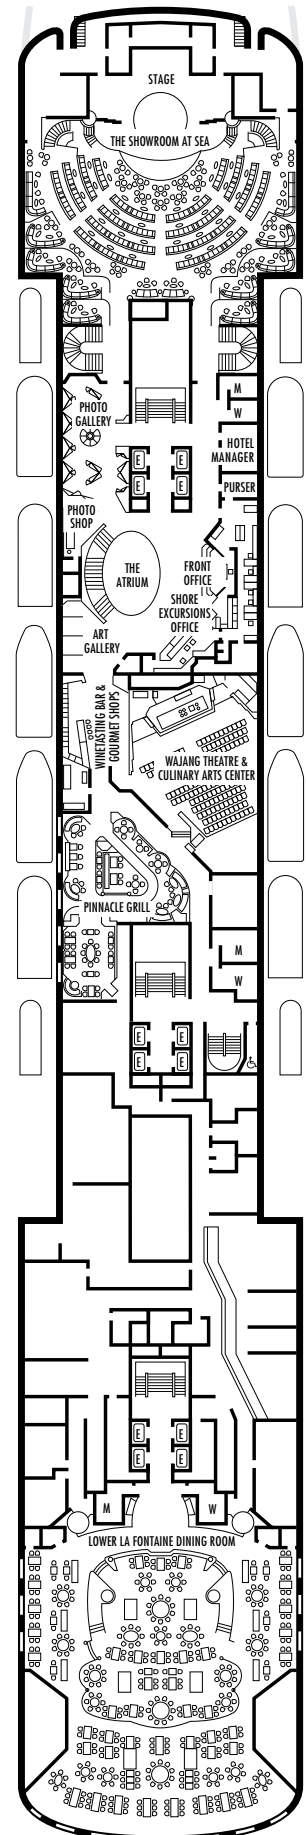 STAGE
THE SHOWROOM AT SEA
M
W
PHOTO
GALLERY
HOTEL
MANAGER
E
E
E
E
PURSER
PHOTO
SHOP
THE
ATRIUM
FRONT
OFFICE
SHORE
EXCURSIONS
OFFICE
ART
GALLERY
WINETASTING BAR &
GOURMET SHOPS
WAJANG THEATRE &
CULINARY ARTS CENTER
PINNACLE GRILL
M
W
E
E
E
E
E
E
E
E
M
W
LOWER LA FONTAINE DINING ROOM